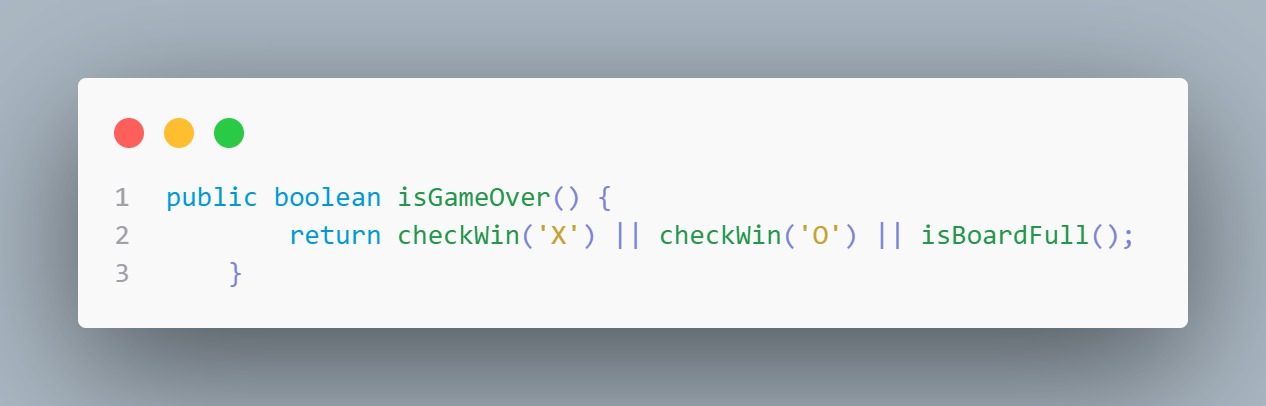 1 public boolean isGameOver() {
2         return checkWin('X') || checkWin('O') || isBoardFull();
3     }